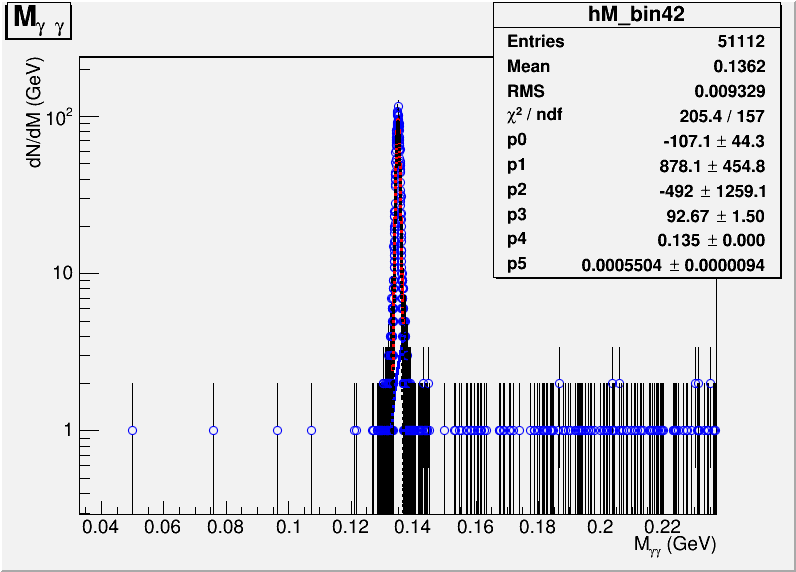 M γ γ
hM_bin42
Entries 51112
Mean 0.1362
RMS 0.009329
χ² / ndf 205.4 / 157
p0 -107.1 ± 44.3
p1 878.1 ± 454.8
p2 -492 ± 1259.1
p3 92.67 ± 1.50
p4 0.135 ± 0.000
p5 0.0005504 ± 0.0000094
dN/dM (GeV)
10²
10
1
0.04 0.06 0.08 0.1 0.12 0.14 0.16 0.18 0.2 0.22
Mγγ (GeV)